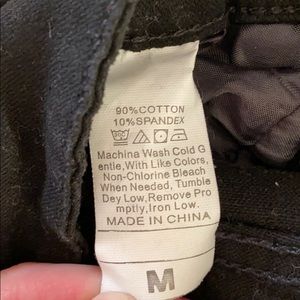 90%COTTON
10%SPANDEX
Machina Wash Cold G
entle,With Like Colors,
Non-Chlorine Bleach
When Needed, Tumble
Dey Low,Remove Pro
mptly,Iron Low.
MADE IN CHINA
M